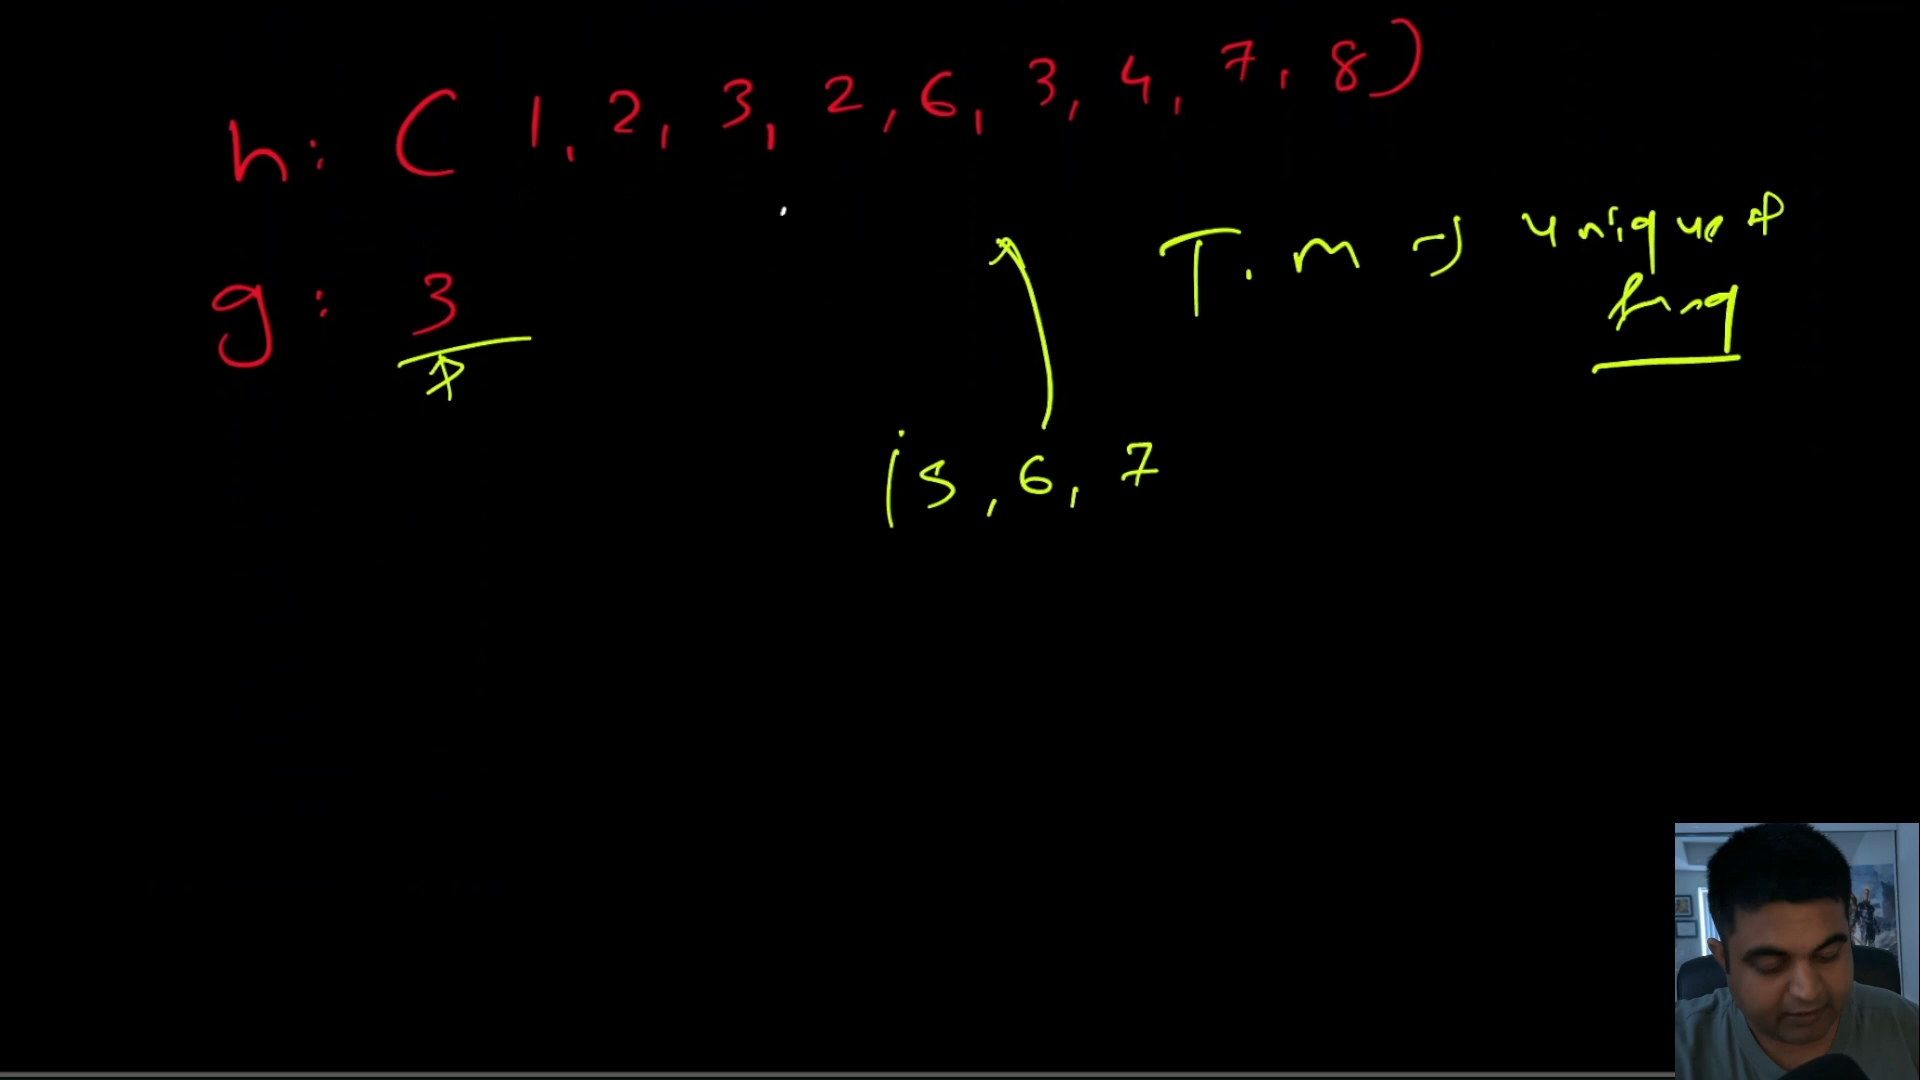 h: ( 1, 2, 3, 2, 6, 3, 4, 7, 8)
g: 3
T.m → unique &
freq
(5, 6, 7